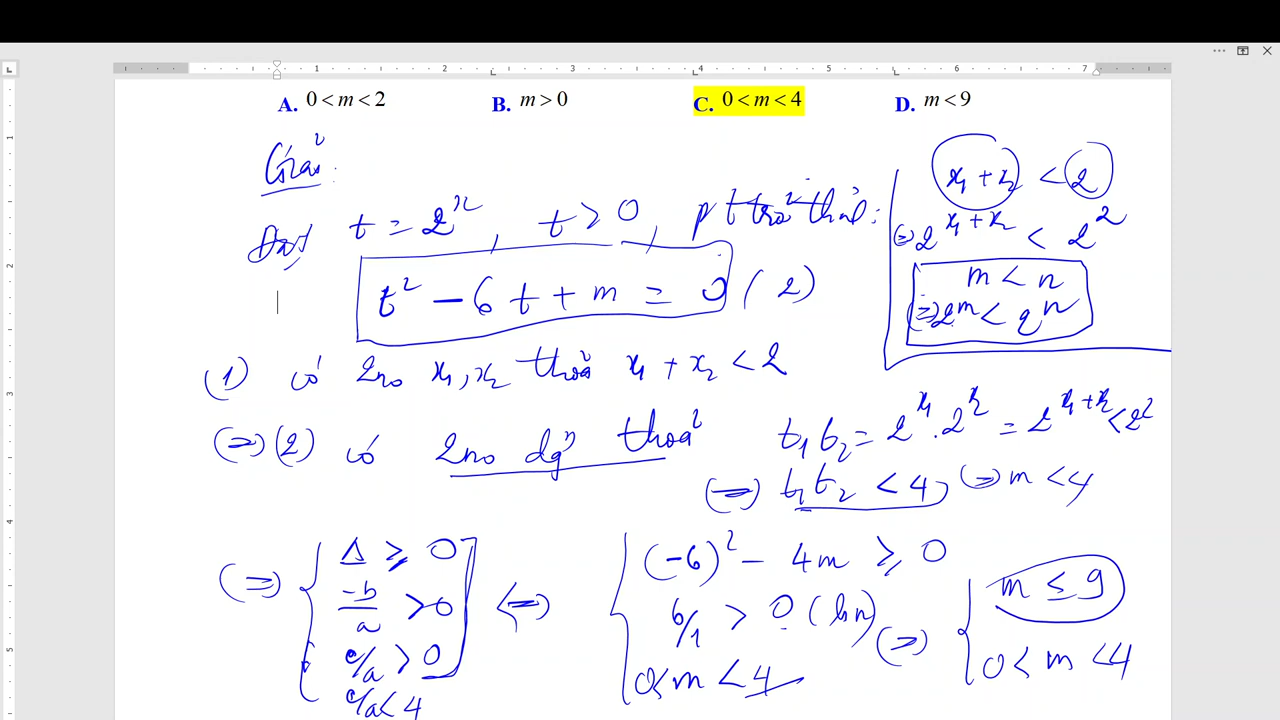 A. 0 < m < 2 B. m > 0 C. 0 < m < 4 D. m < 9
Giải
Đặt t = 2^x, t > 0, pt trở thành:
t² – 6t + m = 0 (2)
x₁ + x₂ < 2
⇔ 2^(x₁ + x₂) < 2²
m < n
⇔ 2^m < 2^n
(1) có 2no x₁, x₂ thoả x₁ + x₂ < 2
⇔ (2) có 2no dg thoả t₁t₂ = 2^x₁ . 2^x₂ = 2^(x₁ + x₂) < 2²
⇔ t₁t₂ < 4 ⇔ m < 4
⇔ { Δ ≥ 0
-b/a > 0
c/a > 0
c/a < 4
⇔ { (-6)² - 4m ≥ 0
6/1 > 0 (ln)
0 < m < 4
⇔ { m ≤ 9
0 < m < 4